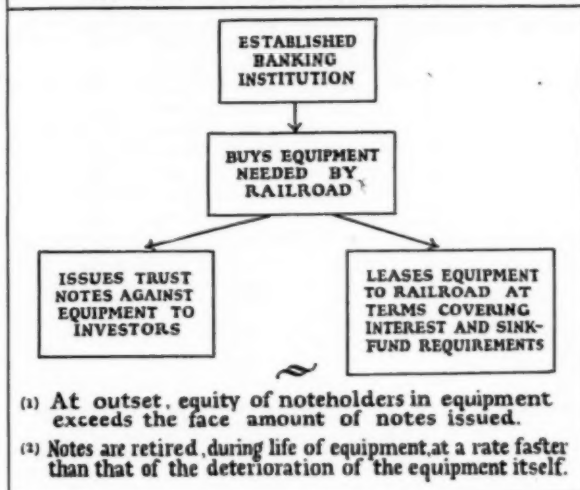 ESTABLISHED
BANKING
INSTITUTION
BUYS EQUIPMENT
NEEDED BY
RAILROAD
ISSUES TRUST
NOTES AGAINST
EQUIPMENT TO
INVESTORS
LEASES EQUIPMENT
TO RAILROAD AT
TERMS COVERING
INTEREST AND SINK-
FUND REQUIREMENTS
(1) At outset, equity of noteholders in equipment
exceeds the face amount of notes issued.
(2) Notes are retired, during life of equipment, at a rate faster
than that of the deterioration of the equipment itself.